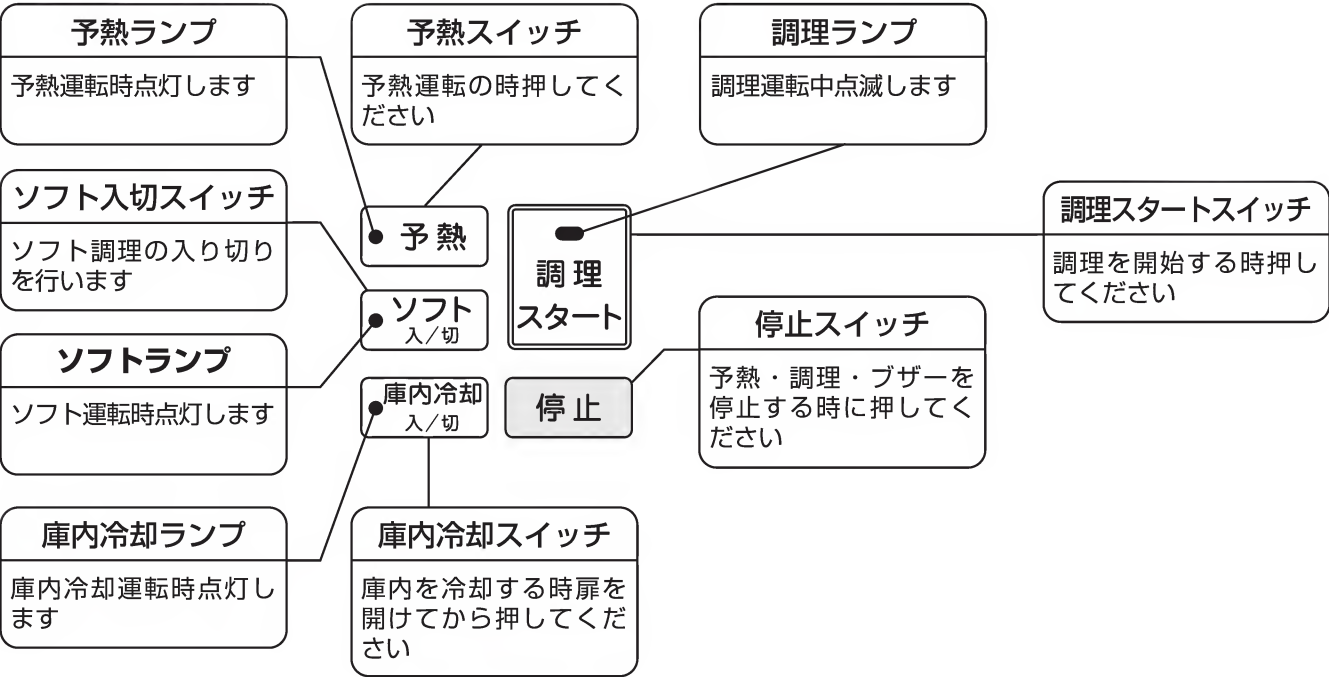 予熱ランプ
予熱運転時点灯します
予熱スイッチ
予熱運転の時押してく
ださい
調理ランプ
調理運転中点滅します
ソフト入切スイッチ
ソフト調理の入り切り
を行います
調理スタートスイッチ
調理を開始する時押し
てください
予熱
調理
スタート
ソフト
入/切
ソフトランプ
ソフト運転時点灯します
停止スイッチ
予熱・調理・ブザーを
停止する時に押してく
ださい
庫内冷却
入/切
停止
庫内冷却ランプ
庫内冷却運転時点灯し
ます
庫内冷却スイッチ
庫内を冷却する時扉を
開けてから押してくだ
さい